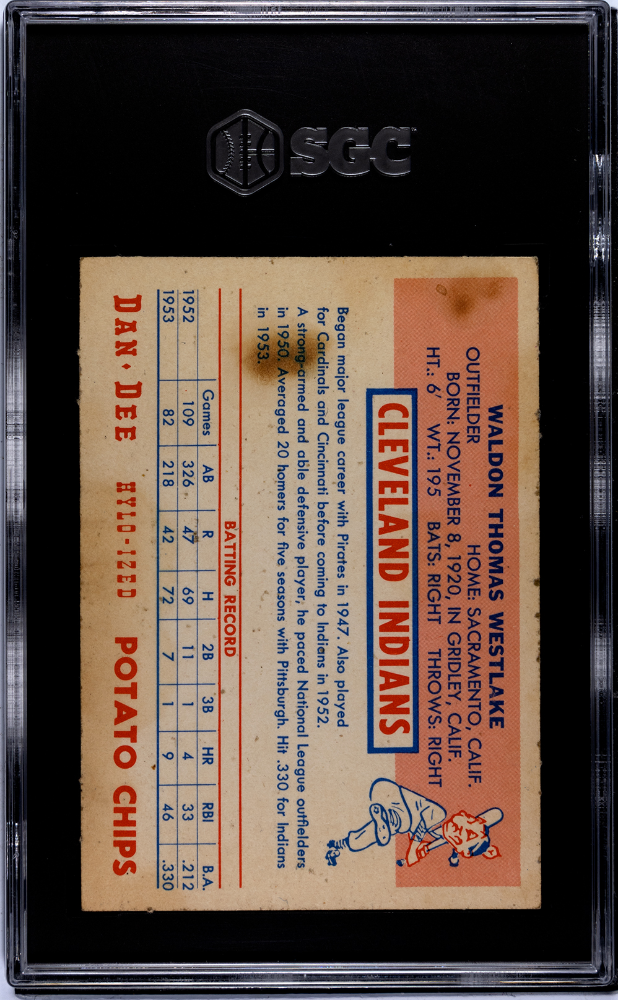 SGC
WALDON THOMAS WESTLAKE
OUTFIELDER HOME: SACRAMENTO, CALIF.
BORN: NOVEMBER 8, 1920, IN GRIDLEY, CALIF.
HT.: 6' WT.: 195 BATS: RIGHT THROWS: RIGHT
CLEVELAND INDIANS
Began major league career with Pirates in 1947. Also played
for Cardinals and Cincinnati before coming to Indians in 1952.
A strong-armed and able defensive player, he paced National League outfielders
in 1950. Averaged 20 homers for five seasons with Pittsburgh. Hit .330 for Indians
in 1953.
BATTING RECORD
Games AB R H 2B 3B HR RBI B.A.
1952 109 326 47 69 11 1 4 33 .212
1953 82 218 42 72 7 1 9 46 .330
DAN·DEE HYLO-IZED POTATO CHIPS